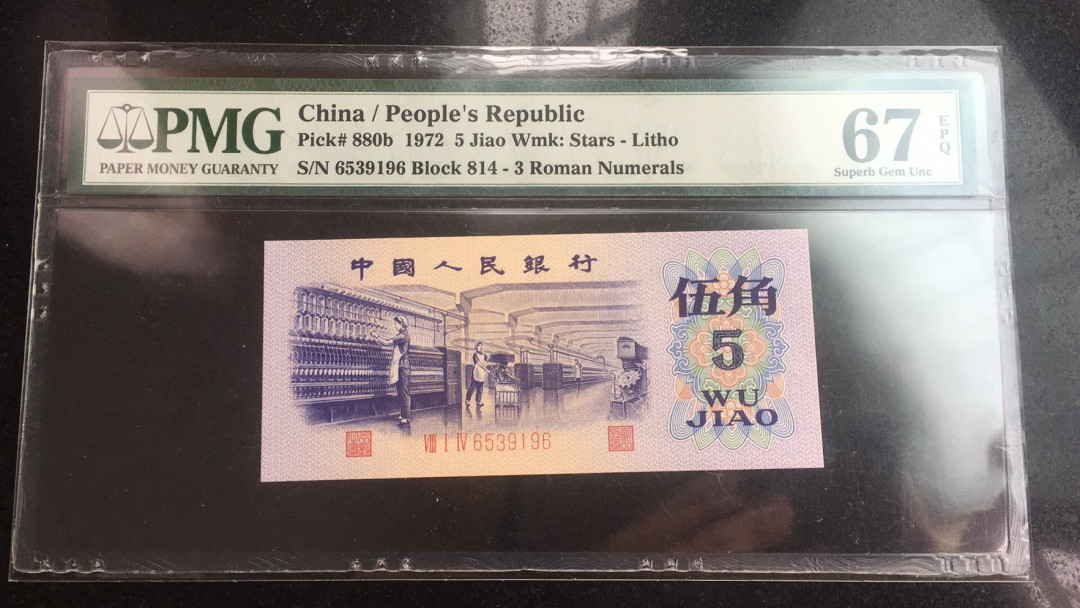 PMG
PAPER MONEY GUARANTY
China / People's Republic
Pick# 880b 1972 5 Jiao Wmk: Stars - Litho
S/N 6539196 Block 814 - 3 Roman Numerals
67
EPQ
Superb Gem Unc
中國人民銀行
伍角
5
WU
JIAO
VIII I IV 6539196